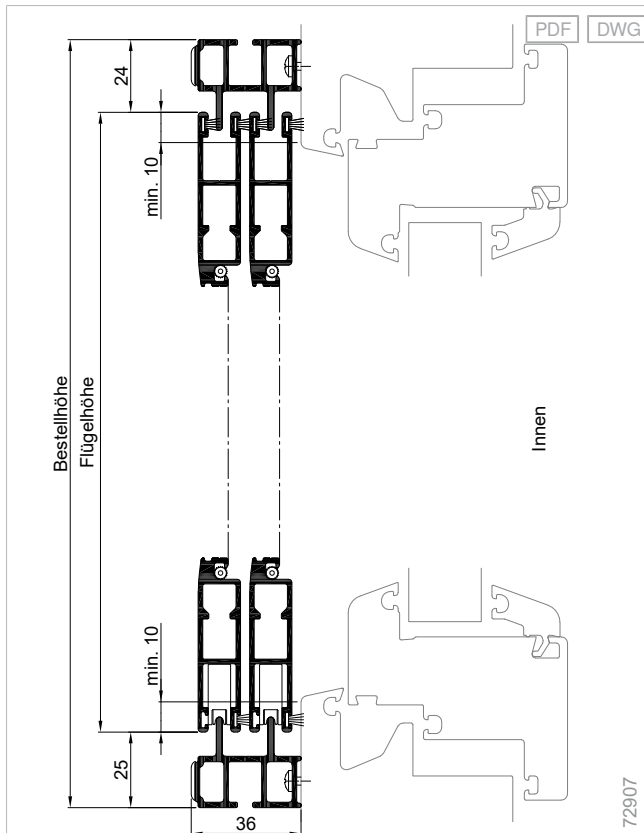 PDF DWG
24
min. 10
Bestellhöhe
Flügelhöhe
Innen
min. 10
25
36
72907